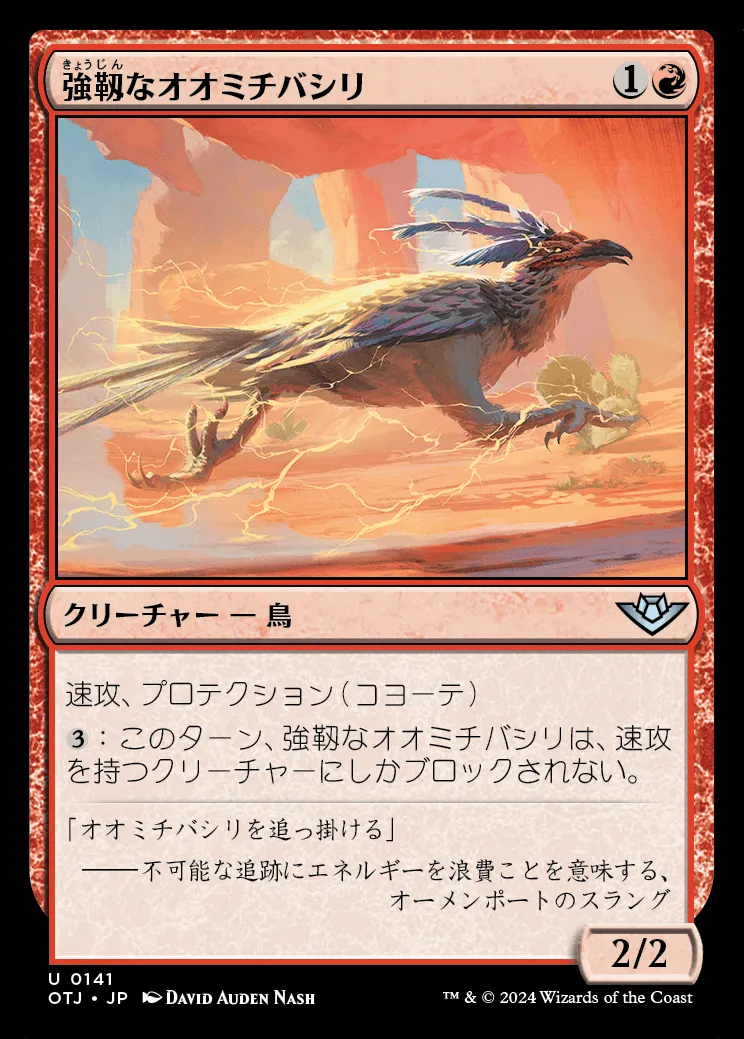 きょうじん
強靱なオオミチバシリ 1
クリーチャー — 鳥
速攻、プロテクション(コヨーテ)
3:このターン、強靱なオオミチバシリは、速攻
を持つクリーチャーにしかブロックされない。
「オオミチバシリを追っ掛ける」
──不可能な追跡にエネルギーを浪費ことを意味する、
オーメンポートのスラング
2/2
U 0141
OTJ • JP DAVID AUDEN NASH
™ & © 2024 Wizards of the Coast